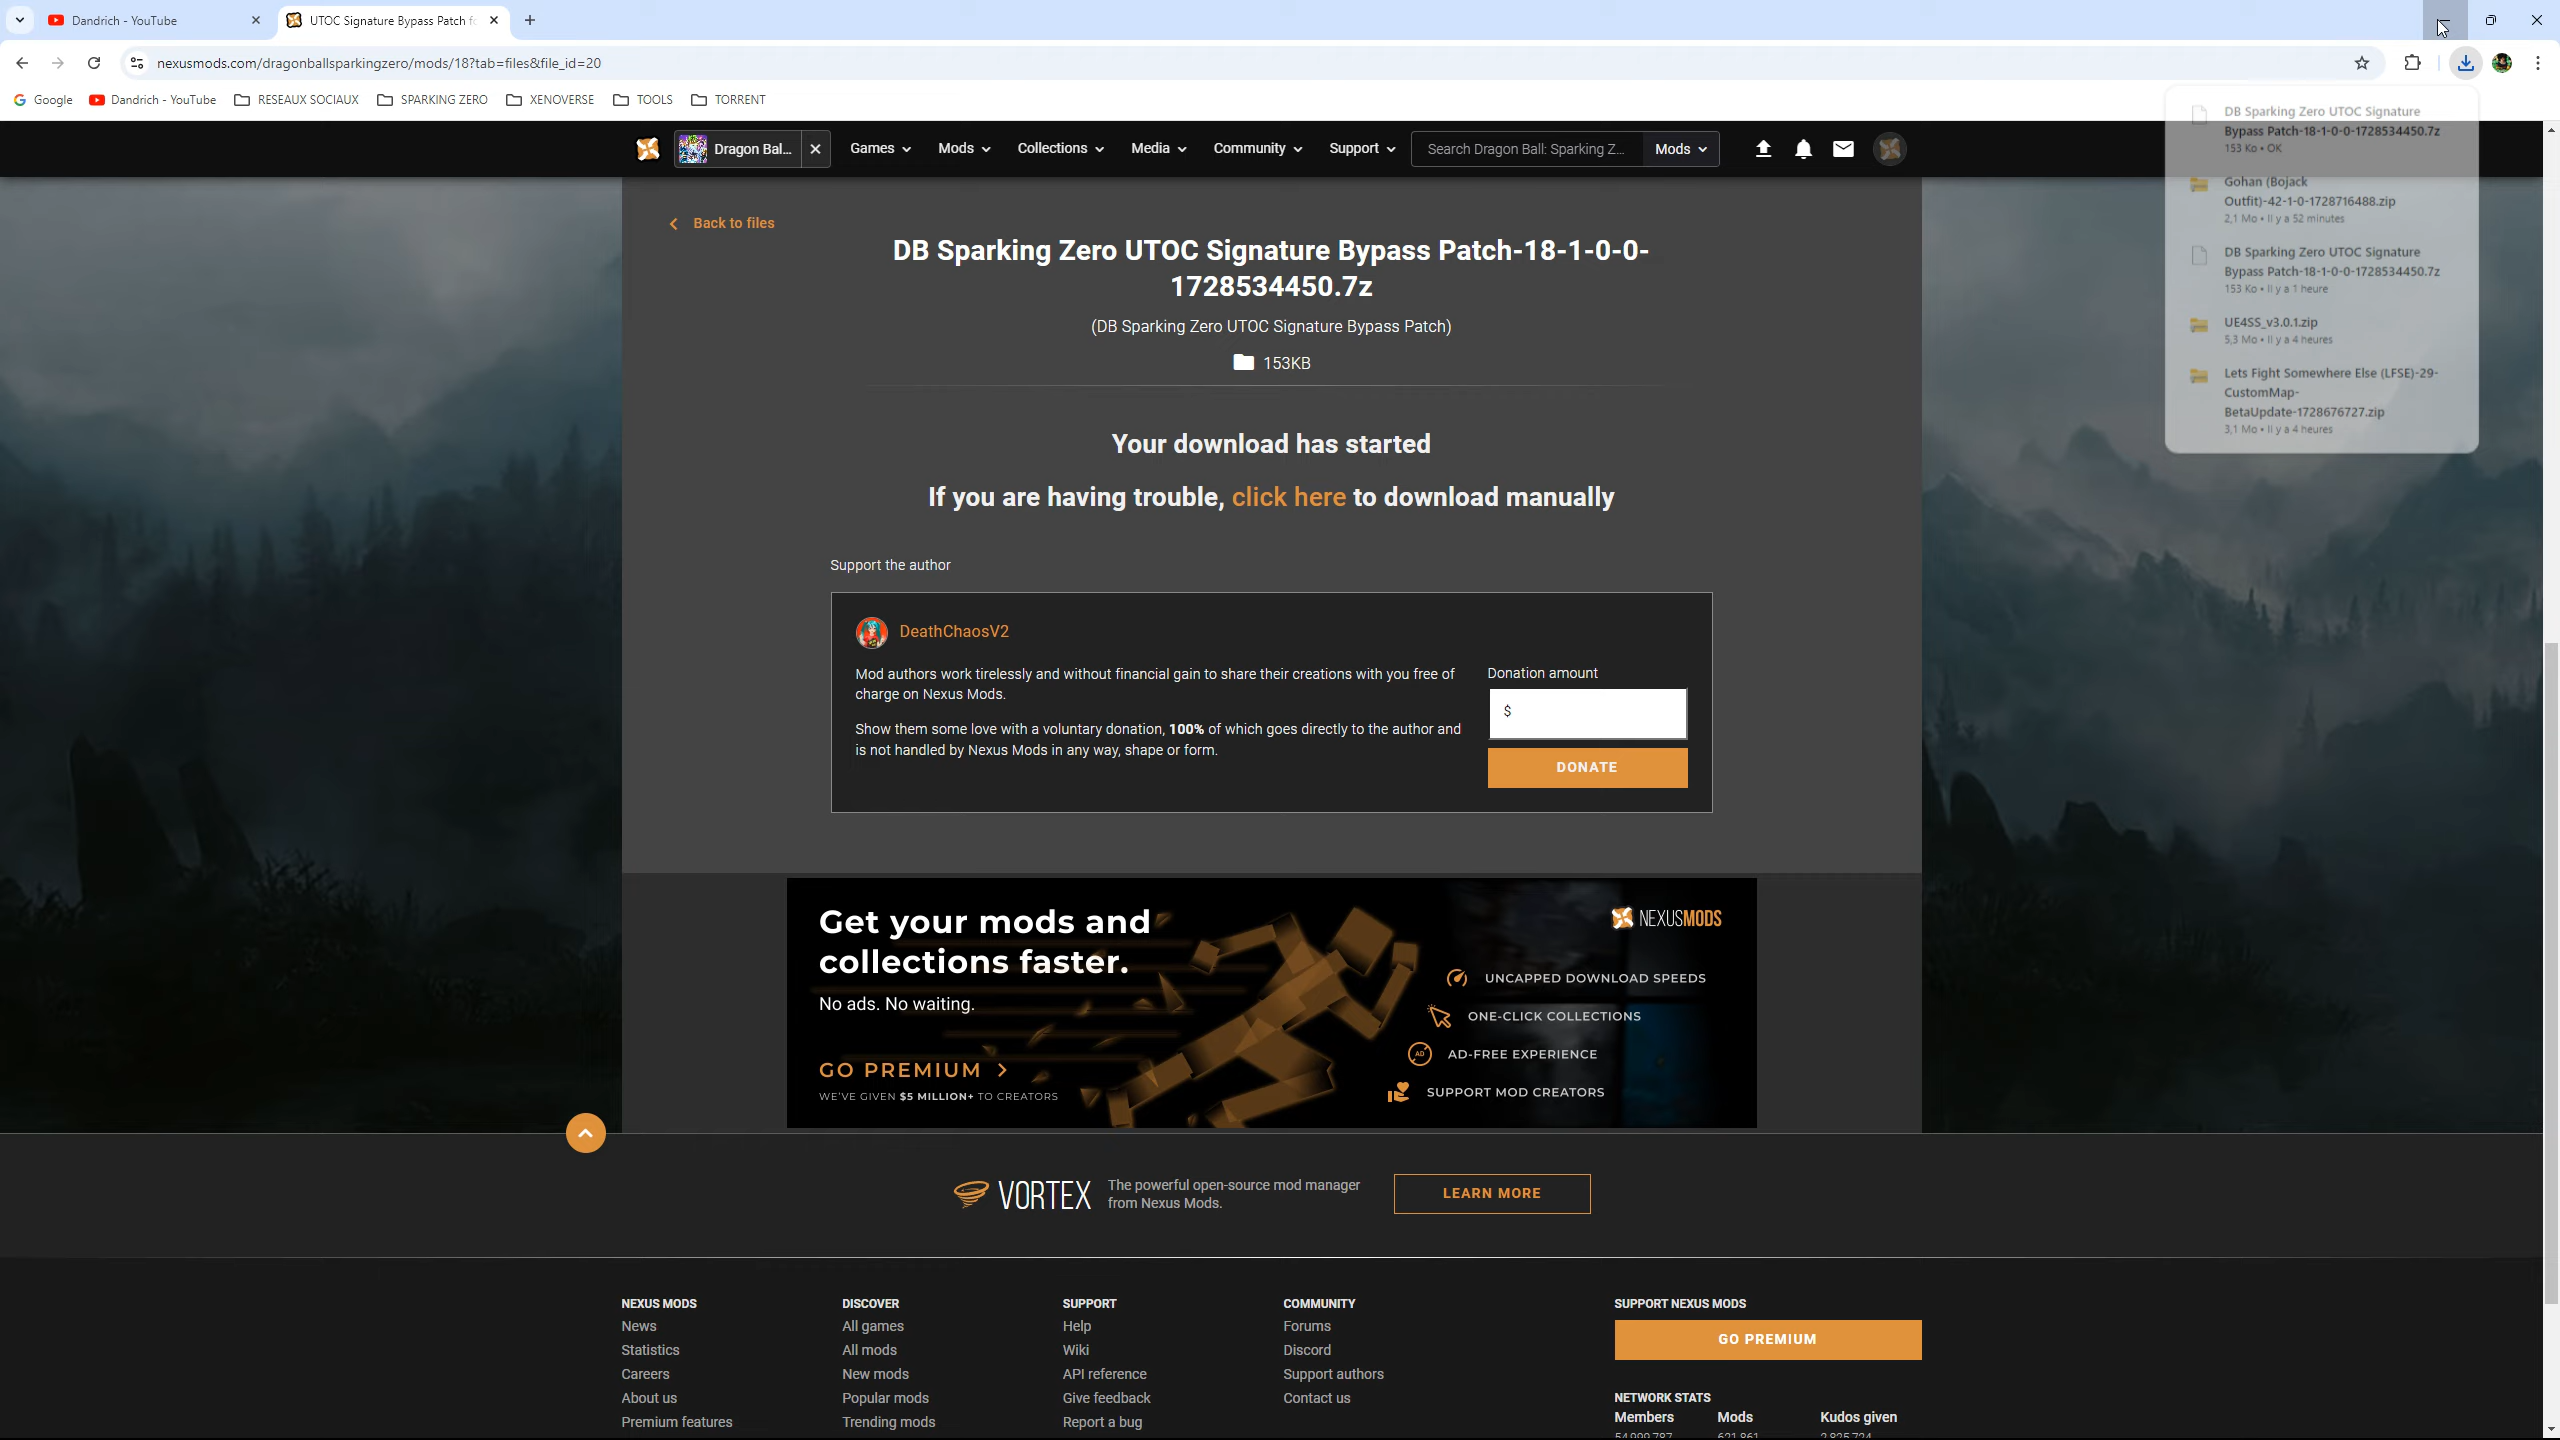 Dandrich - YouTube
UTOC Signature Bypass Patch fo
nexusmods.com/dragonballsparkingzero/mods/18?tab=files&file_id=20
Google
Dandrich - YouTube
RESEAUX SOCIAUX
SPARKING ZERO
XENOVERSE
TOOLS
TORRENT
Dragon Bal...
Games
Mods
Collections
Media
Community
Support
Search Dragon Ball: Sparking Z...
Mods
DB Sparking Zero UTOC Signature
Bypass Patch-18-1-0-0-1728534450.7z
153 Ko • OK
Gohan (Bojack
Outfit)-42-1-0-1728716488.zip
2,1 Mo • Il y a 52 minutes
DB Sparking Zero UTOC Signature
Bypass Patch-18-1-0-0-1728534450.7z
153 Ko • Il y a 1 heure
UE4SS_v3.0.1.zip
5,3 Mo • Il y a 4 heures
Lets Fight Somewhere Else (LFSE)-29-
CustomMap-
BetaUpdate-1728676727.zip
3,1 Mo • Il y a 4 heures
Back to files
DB Sparking Zero UTOC Signature Bypass Patch-18-1-0-0-
1728534450.7z
(DB Sparking Zero UTOC Signature Bypass Patch)
153KB
Your download has started
If you are having trouble, click here to download manually
Support the author
DeathChaosV2
Mod authors work tirelessly and without financial gain to share their creations with you free of
charge on Nexus Mods.
Show them some love with a voluntary donation, 100% of which goes directly to the author and
is not handled by Nexus Mods in any way, shape or form.
Donation amount
$
DONATE
Get your mods and
collections faster.
No ads. No waiting.
GO PREMIUM
WE'VE GIVEN $5 MILLION+ TO CREATORS
NEXUSMODS
UNCAPPED DOWNLOAD SPEEDS
ONE-CLICK COLLECTIONS
AD
AD-FREE EXPERIENCE
SUPPORT MOD CREATORS
VORTEX
The powerful open-source mod manager
from Nexus Mods.
LEARN MORE
NEXUS MODS
News
Statistics
Careers
About us
Premium features
DISCOVER
All games
All mods
New mods
Popular mods
Trending mods
SUPPORT
Help
Wiki
API reference
Give feedback
Report a bug
COMMUNITY
Forums
Discord
Support authors
Contact us
SUPPORT NEXUS MODS
GO PREMIUM
NETWORK STATS
Members
Mods
Kudos given